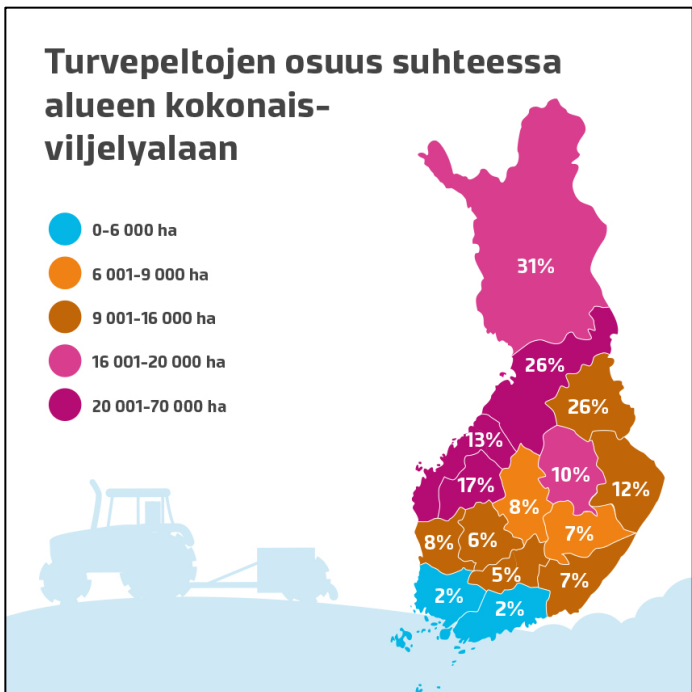 Turvepeltojen osuus suhteessa
alueen kokonais-
viljelyalaan
0-6 000 ha
6 001-9 000 ha
9 001-16 000 ha
16 001-20 000 ha
20 001-70 000 ha
31%
26%
26%
13%
10%
17%
12%
8%
7%
8%
6%
5%
7%
2%
2%